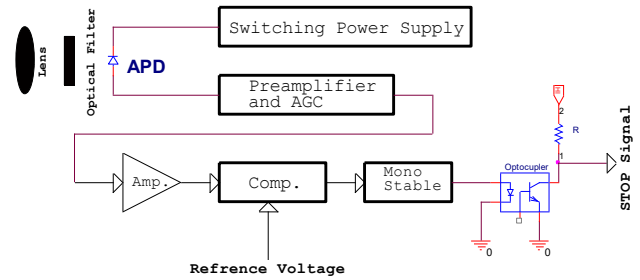 Lens
Optical Filter
APD
Switching Power Supply
Preamplifier
and AGC
2
R
1
Amp.
Comp.
Mono
Stable
Optocupler
0
0
STOP Signal
Refrence Voltage